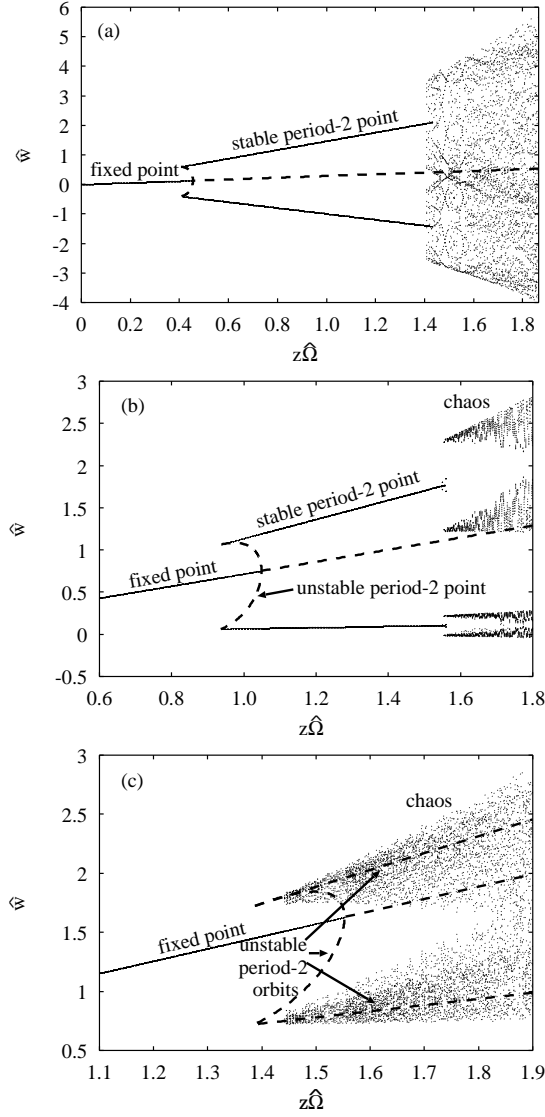 (a)
6
5
4
3
2
1
0
-1
-2
-3
-4
ŵ
stable period-2 point
fixed point
0 0.2 0.4 0.6 0.8 1.0 1.2 1.4 1.6 1.8
zΩ̂
(b)
3
2.5
2
1.5
1
0.5
0
-0.5
ŵ
chaos
stable period-2 point
fixed point
unstable period-2 point
0.6 0.8 1.0 1.2 1.4 1.6 1.8
zΩ̂
(c)
3
2.5
2
1.5
1
0.5
ŵ
chaos
fixed point
unstable
period-2
orbits
1.1 1.2 1.3 1.4 1.5 1.6 1.7 1.8 1.9
zΩ̂